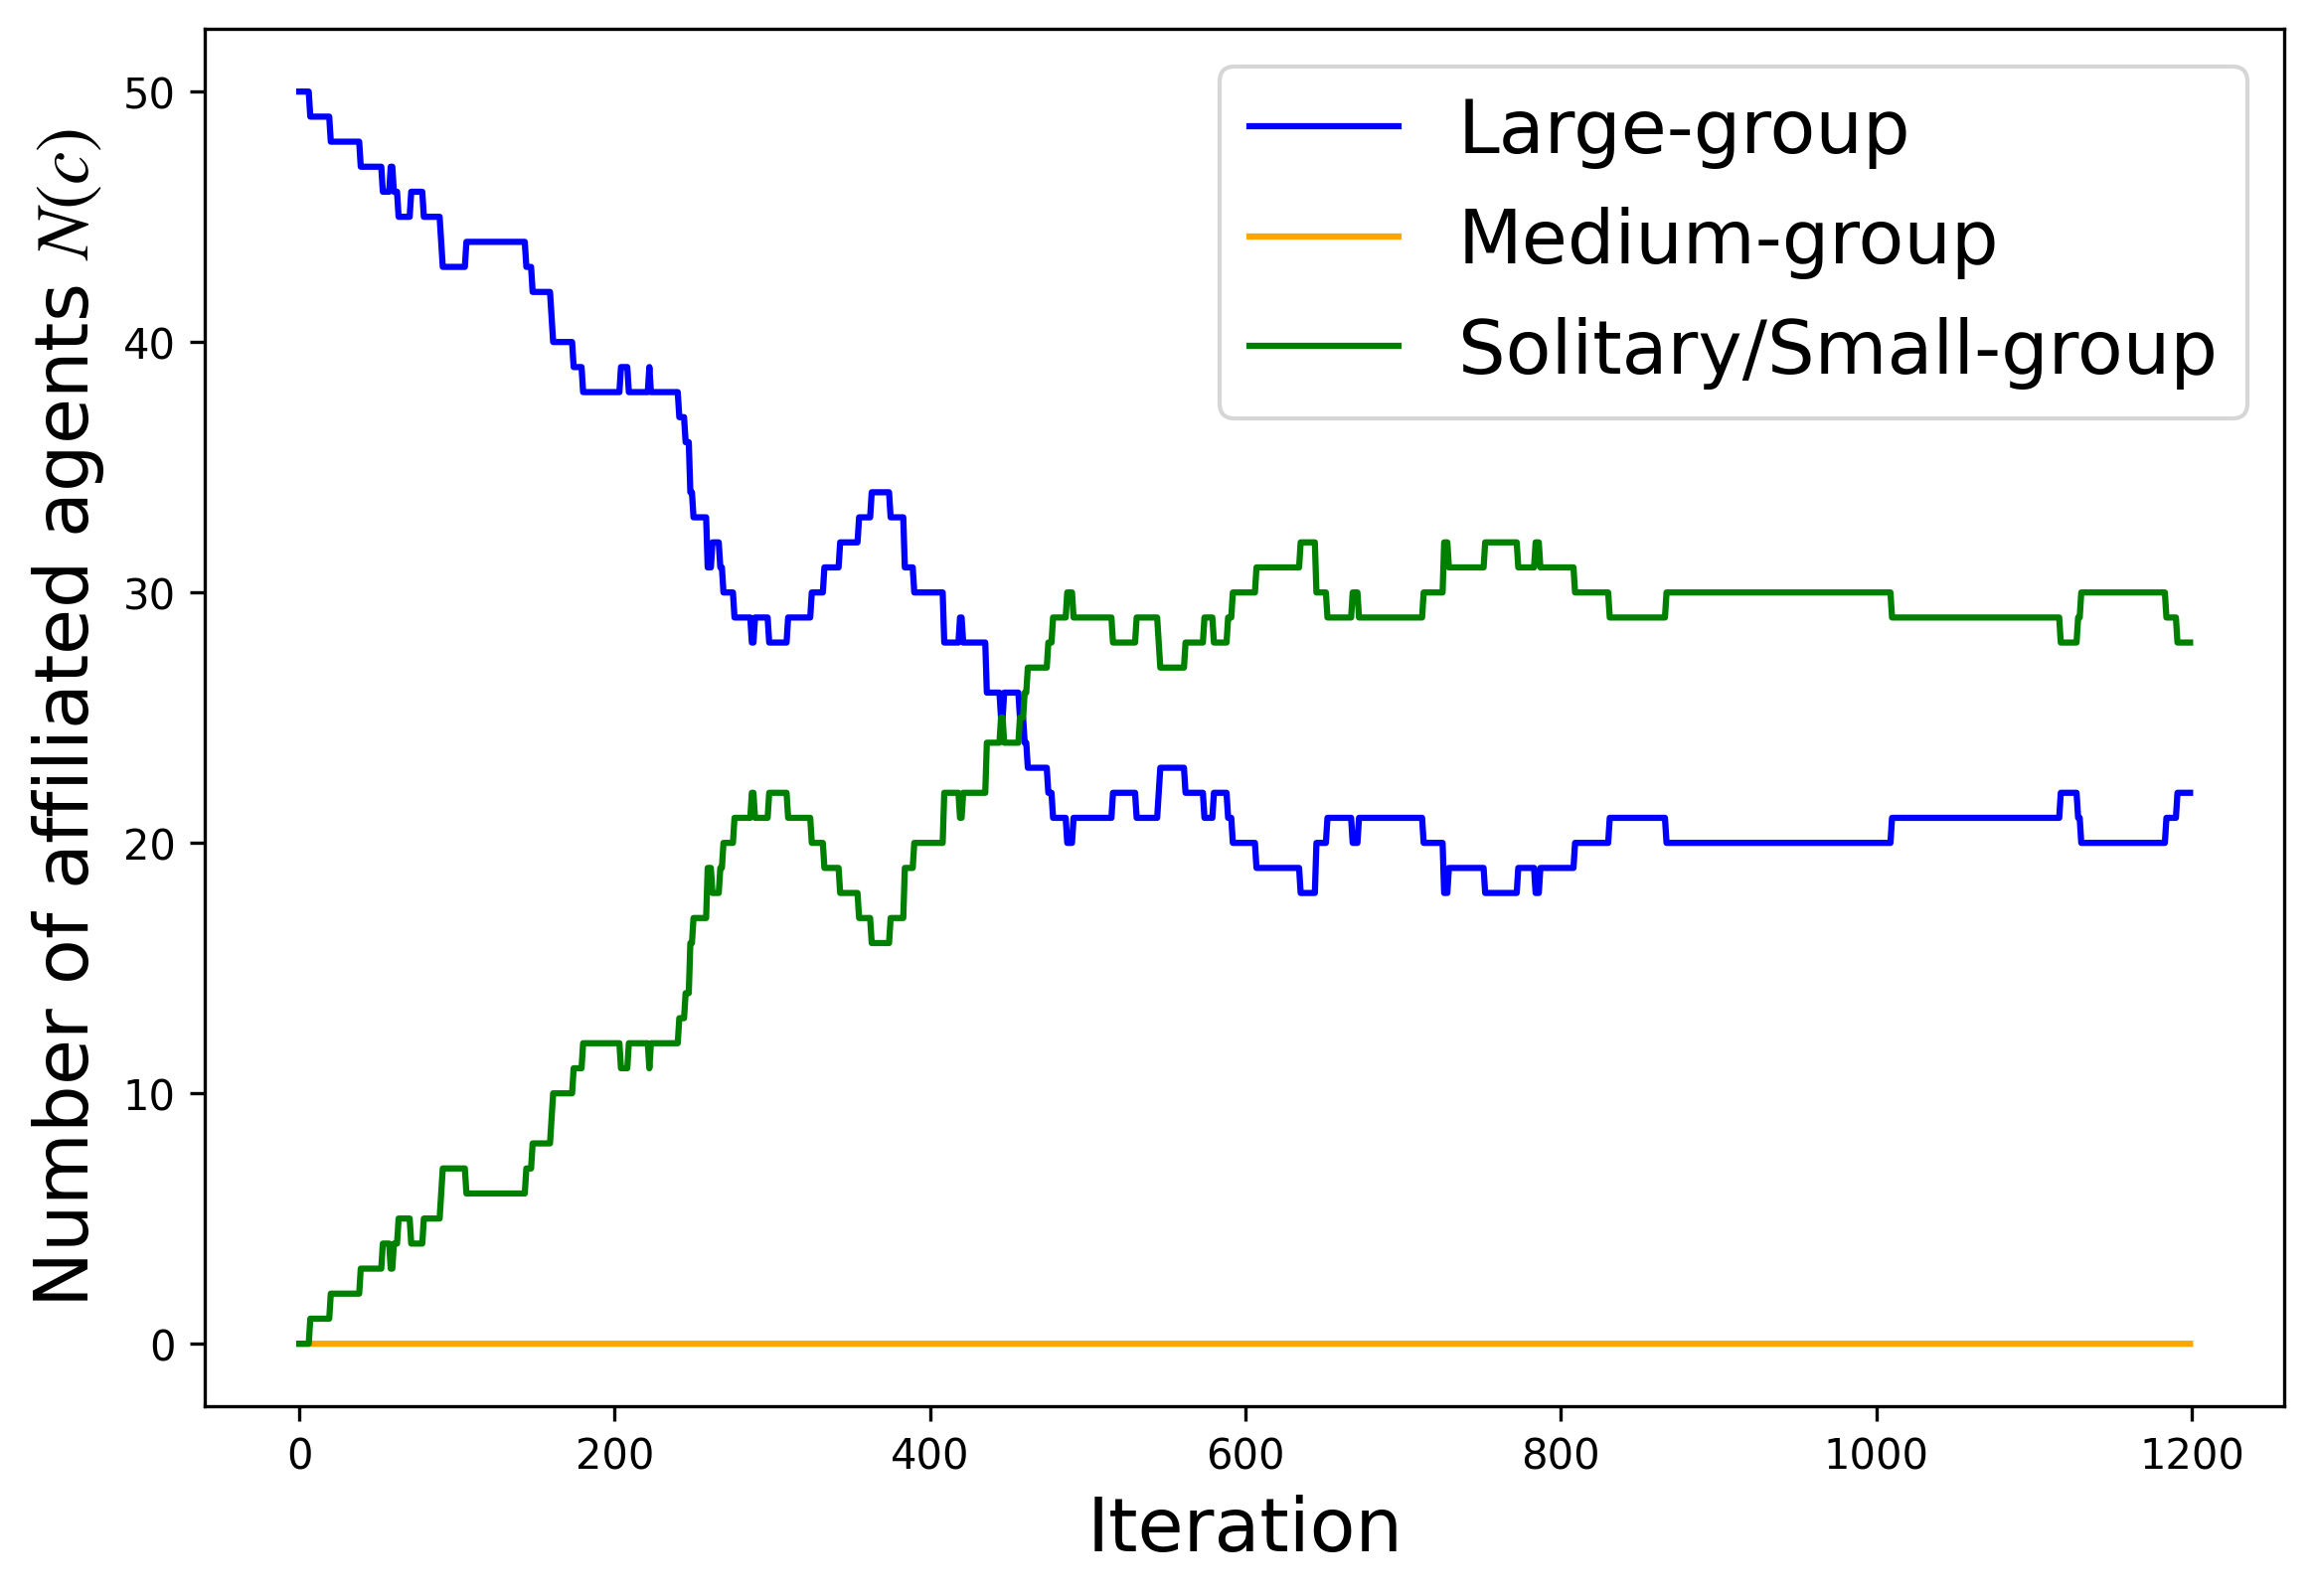 Number of affiliated agents N(c)
50
40
30
20
10
0
Large-group
Medium-group
Solitary/Small-group
0 200 400 600 800 1000 1200
Iteration